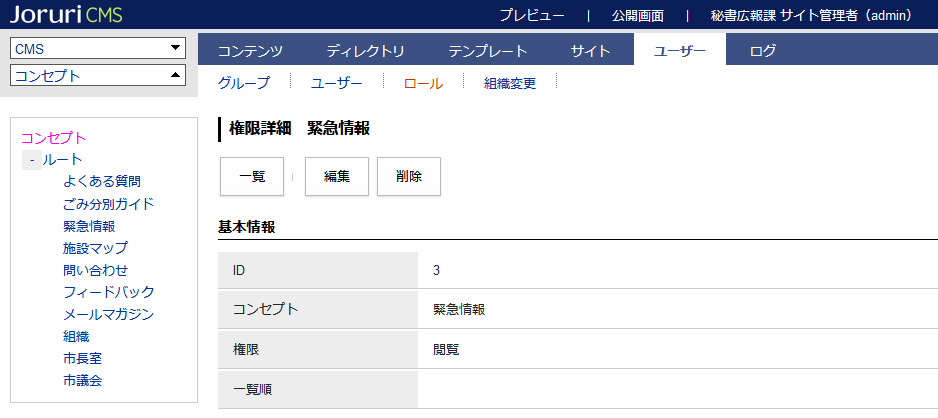 Joruri CMS
プレビュー | 公開画面 | 秘書広報課 サイト管理者（admin）
CMS
コンセプト
コンテンツ ディレクトリ テンプレート サイト ユーザー ログ
グループ ユーザー ロール 組織変更
コンセプト
- ルート
よくある質問
ごみ分別ガイド
緊急情報
施設マップ
問い合わせ
フィードバック
メールマガジン
組織
市長室
市議会
権限詳細 緊急情報
一覧 編集 削除
基本情報
ID 3
コンセプト 緊急情報
権限 閲覧
一覧順